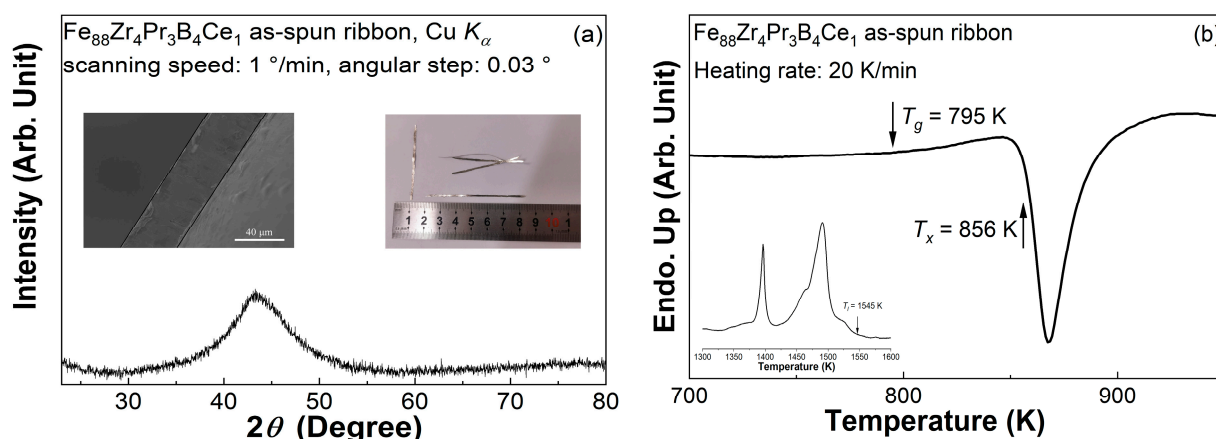 Fe88Zr4Pr3B4Ce1 as-spun ribbon, Cu Kα (a)
scanning speed: 1 °/min, angular step: 0.03 °
40 μm
1 2 3 4 5 6 7 8 9 10 1
Intensity (Arb. Unit)
30 40 50 60 70 80
2θ (Degree)
Fe88Zr4Pr3B4Ce1 as-spun ribbon (b)
Heating rate: 20 K/min
Tg = 795 K
Tx = 856 K
Tl = 1545 K
1300 1350 1400 1450 1490 1550 1600
Temperature (K)
Endo. Up (Arb. Unit)
700 800 900
Temperature (K)